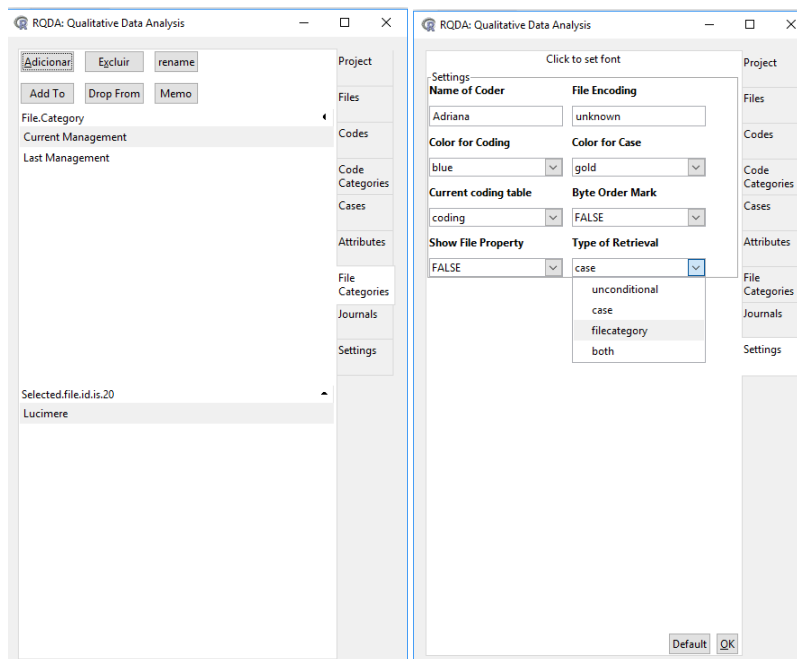 RQDA: Qualitative Data Analysis
Adicionar Excluir rename
Add To Drop From Memo
File.Category
Current Management
Last Management
Selected.file.id.is.20
Lucimere
Project
Files
Codes
Code
Categories
Cases
Attributes
File
Categories
Journals
Settings
RQDA: Qualitative Data Analysis
Click to set font
Settings
Name of Coder File Encoding
Adriana unknown
Color for Coding Color for Case
blue gold
Current coding table Byte Order Mark
coding FALSE
Show File Property Type of Retrieval
FALSE case
unconditional
case
filecategory
both
Default OK
Project
Files
Codes
Code
Categories
Cases
Attributes
File
Categories
Journals
Settings